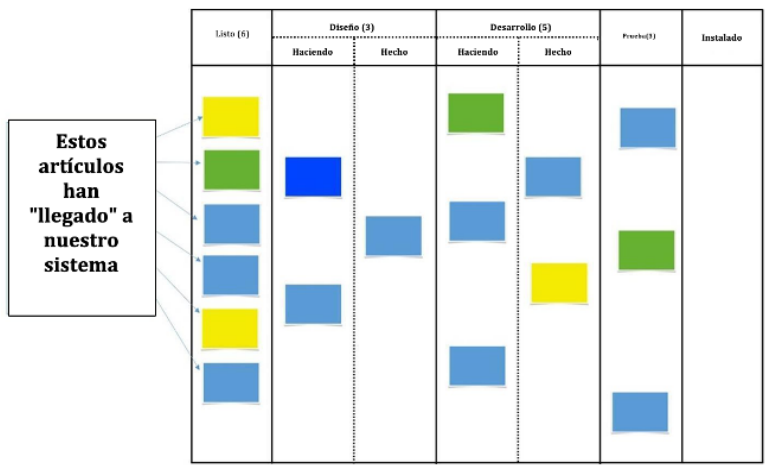 Listo (6)
Diseño (3)
Desarrollo (5)
Prueba(3)
Instalado
Haciendo
Hecho
Haciendo
Hecho
Estos
artículos
han
"llegado" a
nuestro
sistema